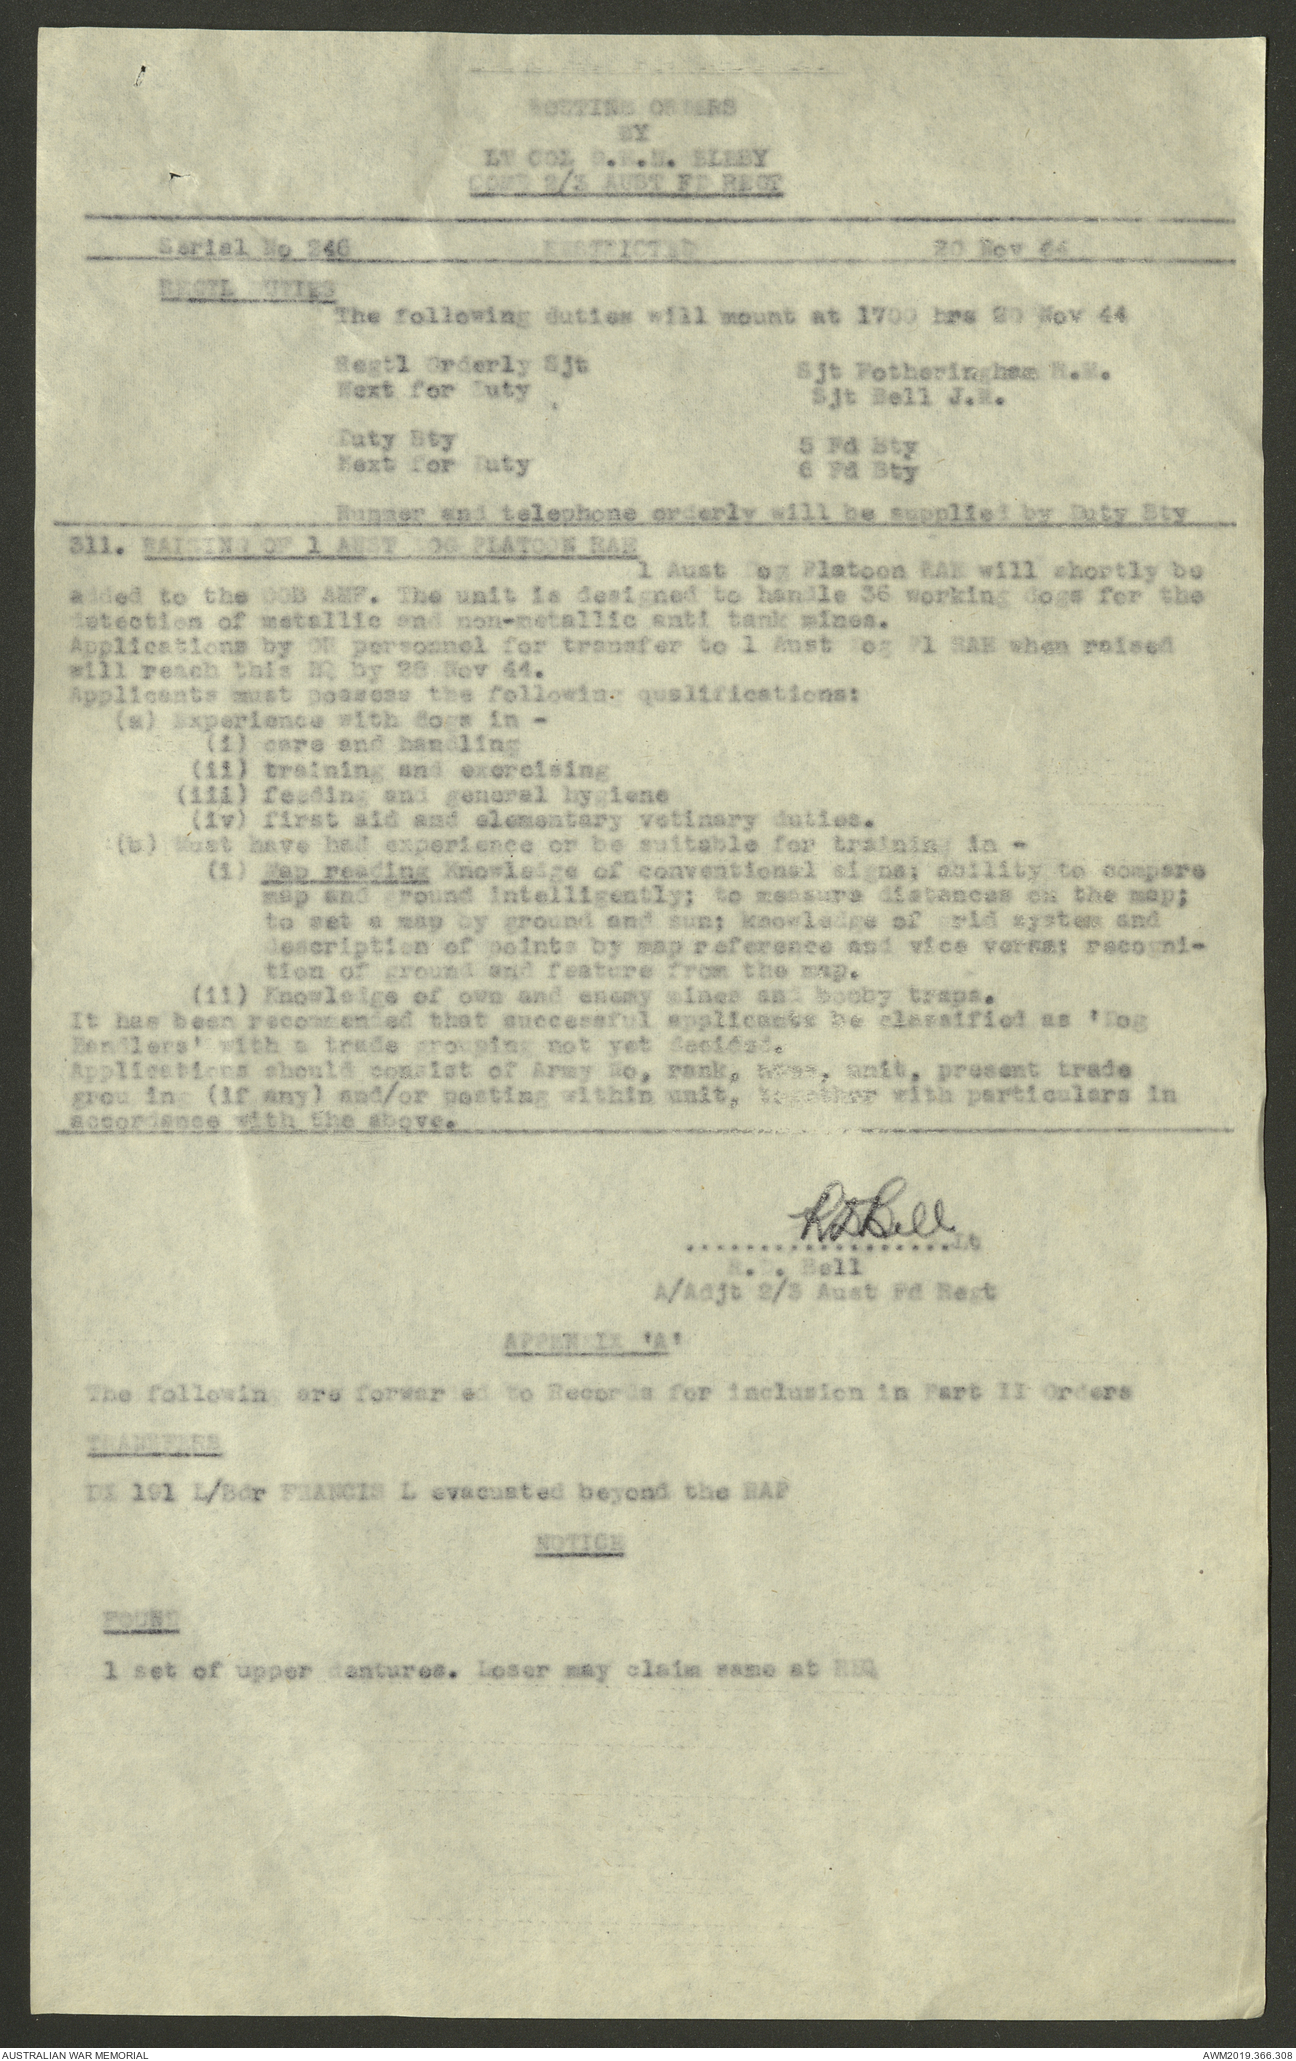 ROUTINE ORDERS
BY
LT COL
COMD 2/3 AUST FD REGT
Serial No 246 RESTRICTED 20 Nov 44
REGTL DUTIES
The following duties will mount at 1700 hrs 20 Nov 44
Regtl Orderly Sjt Sjt Fotheringham
Next for Duty Sjt Bell
Duty Bty 5 Fd Bty
Next for Duty 6 Fd Bty
Runner and telephone orderly will be supplied by Duty Bty
311. RAISING OF 1 AUST DOG PLATOON RAE
1 Aust Dog Platoon RAE will shortly be
added to the OOB AMF. The unit is designed to handle 36 working dogs for the
detection of metallic and non-metallic anti tank mines.
Applications by OR personnel for transfer to 1 Aust Dog Pl RAE when raised
will reach this HQ by 28 Nov 44.
Applicants must possess the following qualifications:
(a) Experience with dogs in -
(i) care and handling
(ii) training and exercising
(iii) feeding and general hygiene
(iv) first aid and elementary vetinary duties.
(b) Must have had experience or be suitable for training in -
(i) Map reading Knowledge of conventional signs; ability to compare
map and ground intelligently; to measure distances on the map;
to set a map by ground and sun; knowledge of grid system and
description of points by map reference and vice versa; recogni-
tion of ground and feature from the map.
(ii) Knowledge of own and enemy mines and booby traps.
It has been recommended that successful applicants be classified as 'Dog
Handlers' with a trade grouping not yet decided.
Applications should consist of Army No, rank, name, unit, present trade
grouping (if any) and/or posting within unit, together with particulars in
accordance with the above.
RDBell
...................Lt
R.D. Bell
A/Adjt 2/3 Aust Fd Regt
APPENDIX 'A'
The following are forwarded to Records for inclusion in Part II Orders
TRANSFERS
DX 191 L/Bdr FRANCIS L evacuated beyond the RAP
NOTICE
FOUND
1 set of upper dentures. Loser may claim same at RHQ
AUSTRALIAN WAR MEMORIAL AWM2019.366.308